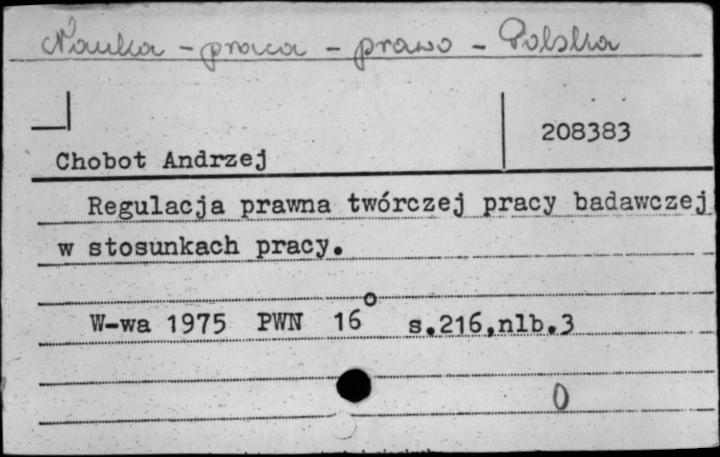 Nauka - praca - prawo - Polska
208383
Chobot Andrzej
Regulacja prawna twórczej pracy badawczej
w stosunkach pracy.
W-wa 1975 PWN 16° s.216,nlb.3
0